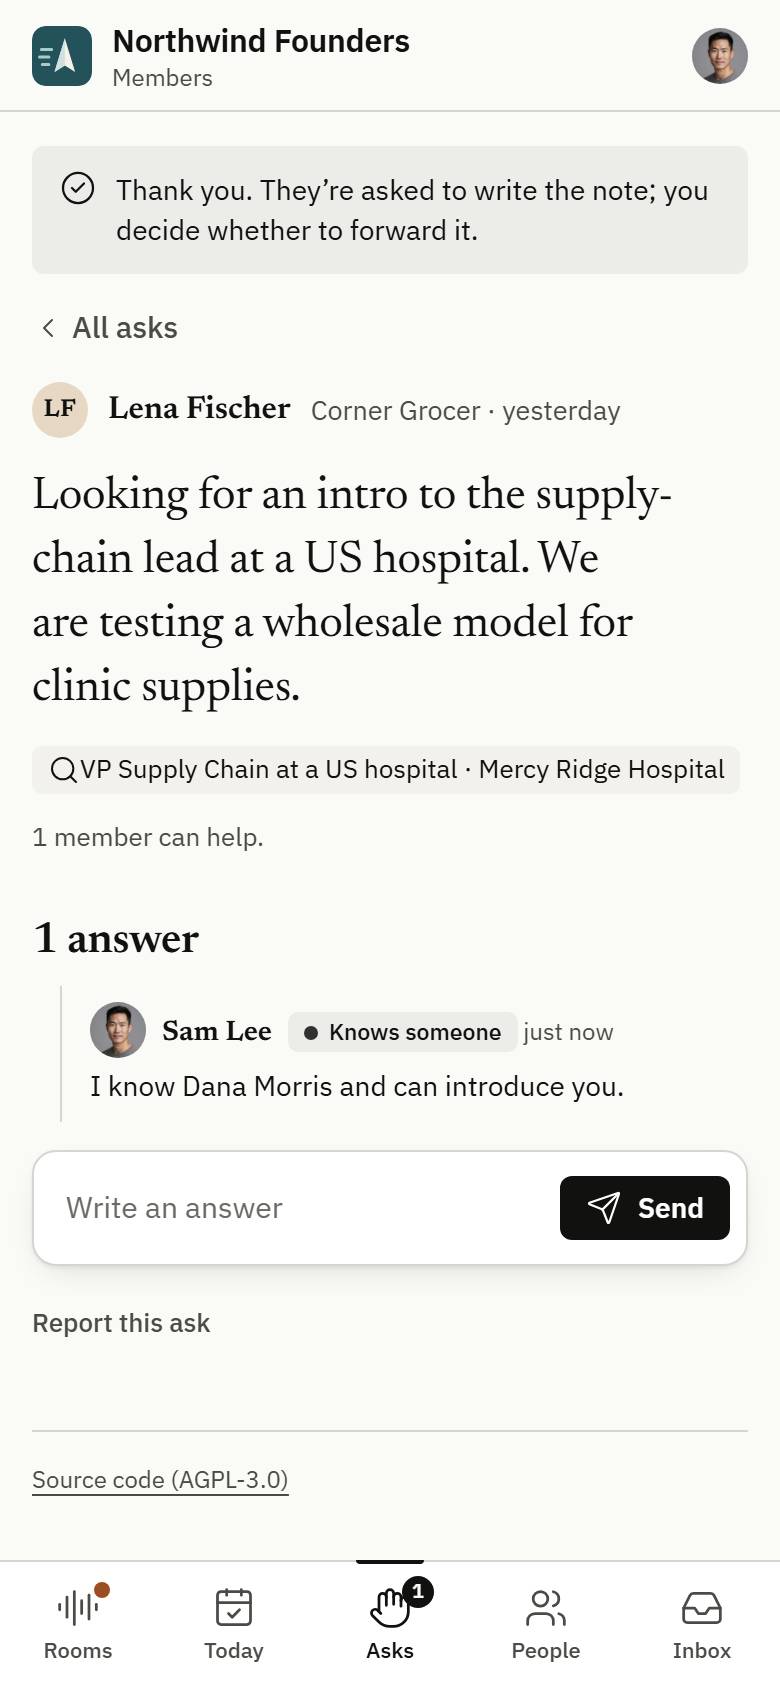 Northwind Founders
Members
Thank you. They’re asked to write the note; you
decide whether to forward it.
All asks
LF
Lena Fischer Corner Grocer · yesterday
Looking for an intro to the supply-
chain lead at a US hospital. We
are testing a wholesale model for
clinic supplies.
VP Supply Chain at a US hospital · Mercy Ridge Hospital
1 member can help.
1 answer
Sam Lee Knows someone just now
I know Dana Morris and can introduce you.
Write an answer Send
Report this ask
Source code (AGPL-3.0)
1
Rooms Today Asks People Inbox